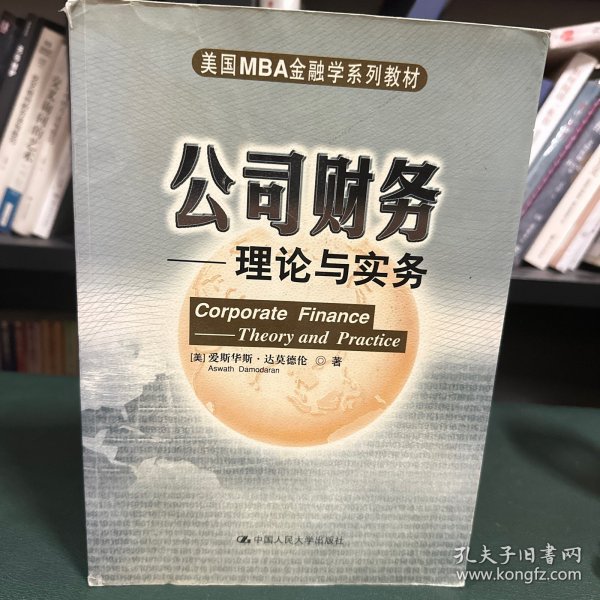 美国MBA金融学系列教材
公司财务
——理论与实务
Corporate Finance
——Theory and Practice
[美]爱斯华斯·达莫德伦 ◎ 著
Aswath Damodaran
中国人民大学出版社
孔夫子旧书网
www.kongfz.com